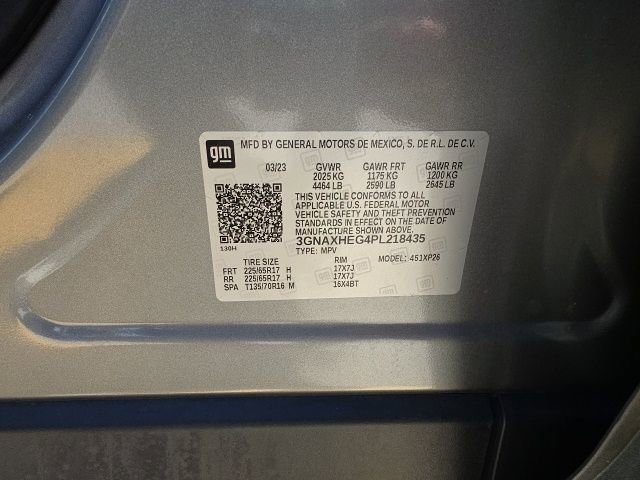 gm
MFD BY GENERAL MOTORS DE MEXICO, S. DE R.L. DE C.V.
03/23 GVWR GAWR FRT GAWR RR
2025 KG 1175 KG 1200 KG
4464 LB 2590 LB 2645 LB
THIS VEHICLE CONFORMS TO ALL
APPLICABLE U.S. FEDERAL MOTOR
VEHICLE SAFETY AND THEFT PREVENTION
STANDARDS IN EFFECT ON THE DATE OF
MANUFACTURE SHOWN ABOVE.
3GNAXHEG4PL218435
130H
TYPE: MPV MODEL: 451XP26
TIRE SIZE RIM
FRT 225/65R17 H 17X7J
RR 225/65R17 H 17X7J
SPA T135/70R16 M 16X4BT